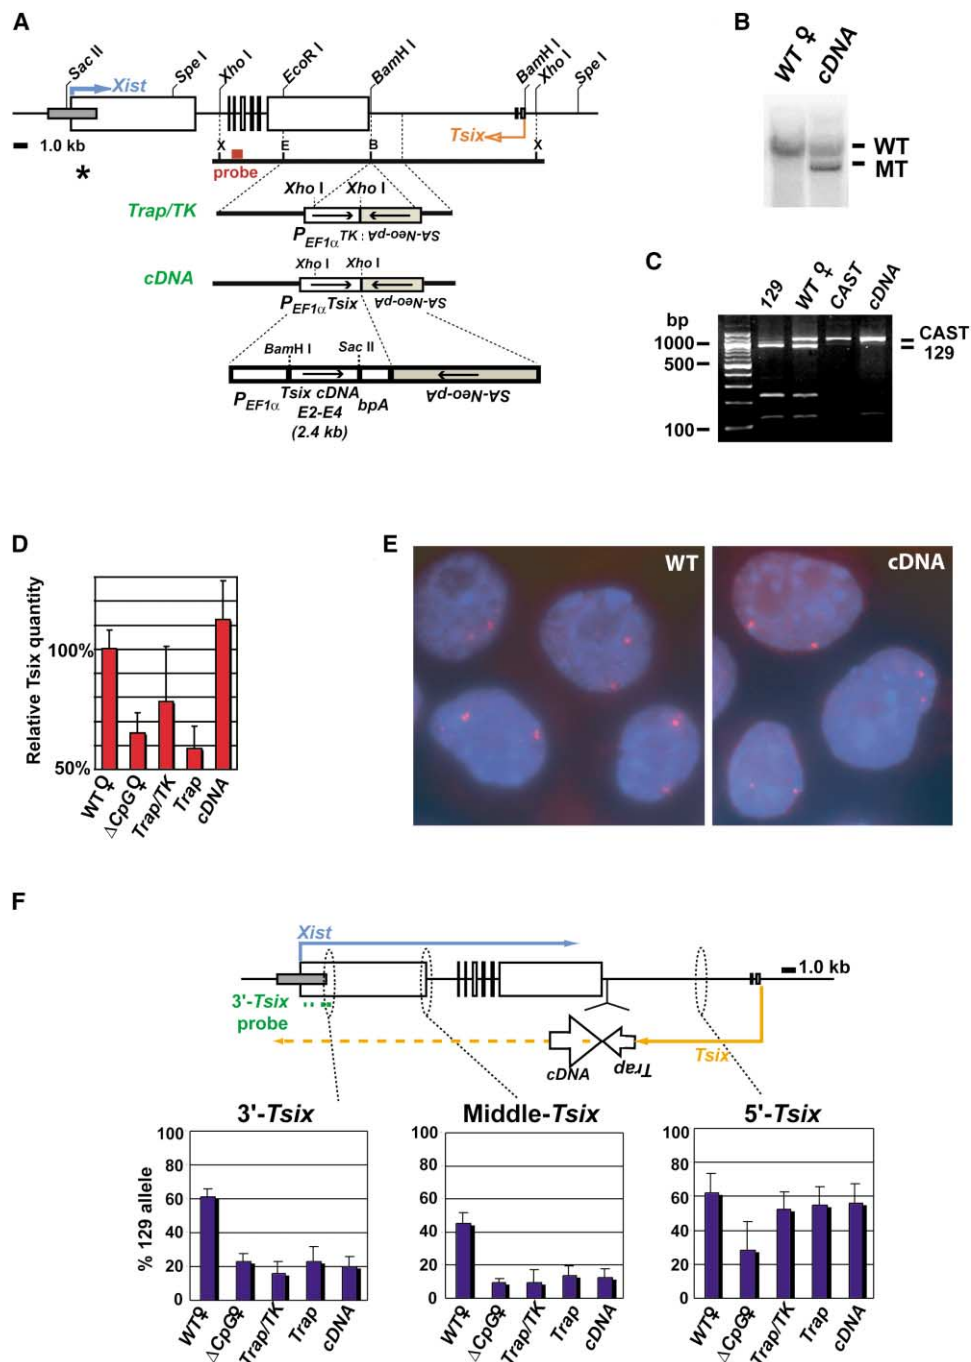 A
Sac II
Xist
Spe I
Xho I
EcoR I
BamH I
BamH I
Xho I
Spe I
Tsix
1.0 kb
*
X
E
B
X
probe
Xho I
Xho I
Trap/TK
PEF1α TK
SA-Neo-pA
Xho I
Xho I
cDNA
PEF1α Tsix
SA-Neo-pA
BamH I
Sac II
PEF1α
Tsix cDNA
E2-E4
(2.4 kb)
bpA
SA-Neo-pA
B
WT♀
cDNA
WT
MT
C
129
WT♀
CAST
cDNA
bp
1000
500
100
CAST
129
D
Relative Tsix quantity
100%
50%
WT♀
ΔCpG♀
Trap/TK
Trap
cDNA
E
WT
cDNA
F
Xist
1.0 kb
3'-Tsix
probe
cDNA
Trap
Tsix
3'-Tsix
% 129 allele
100
80
60
40
20
0
WT♀
ΔCpG♀
Trap/TK
Trap
cDNA
Middle-Tsix
100
80
60
40
20
0
WT♀
ΔCpG♀
Trap/TK
Trap
cDNA
5'-Tsix
100
80
60
40
20
0
WT♀
ΔCpG♀
Trap/TK
Trap
cDNA